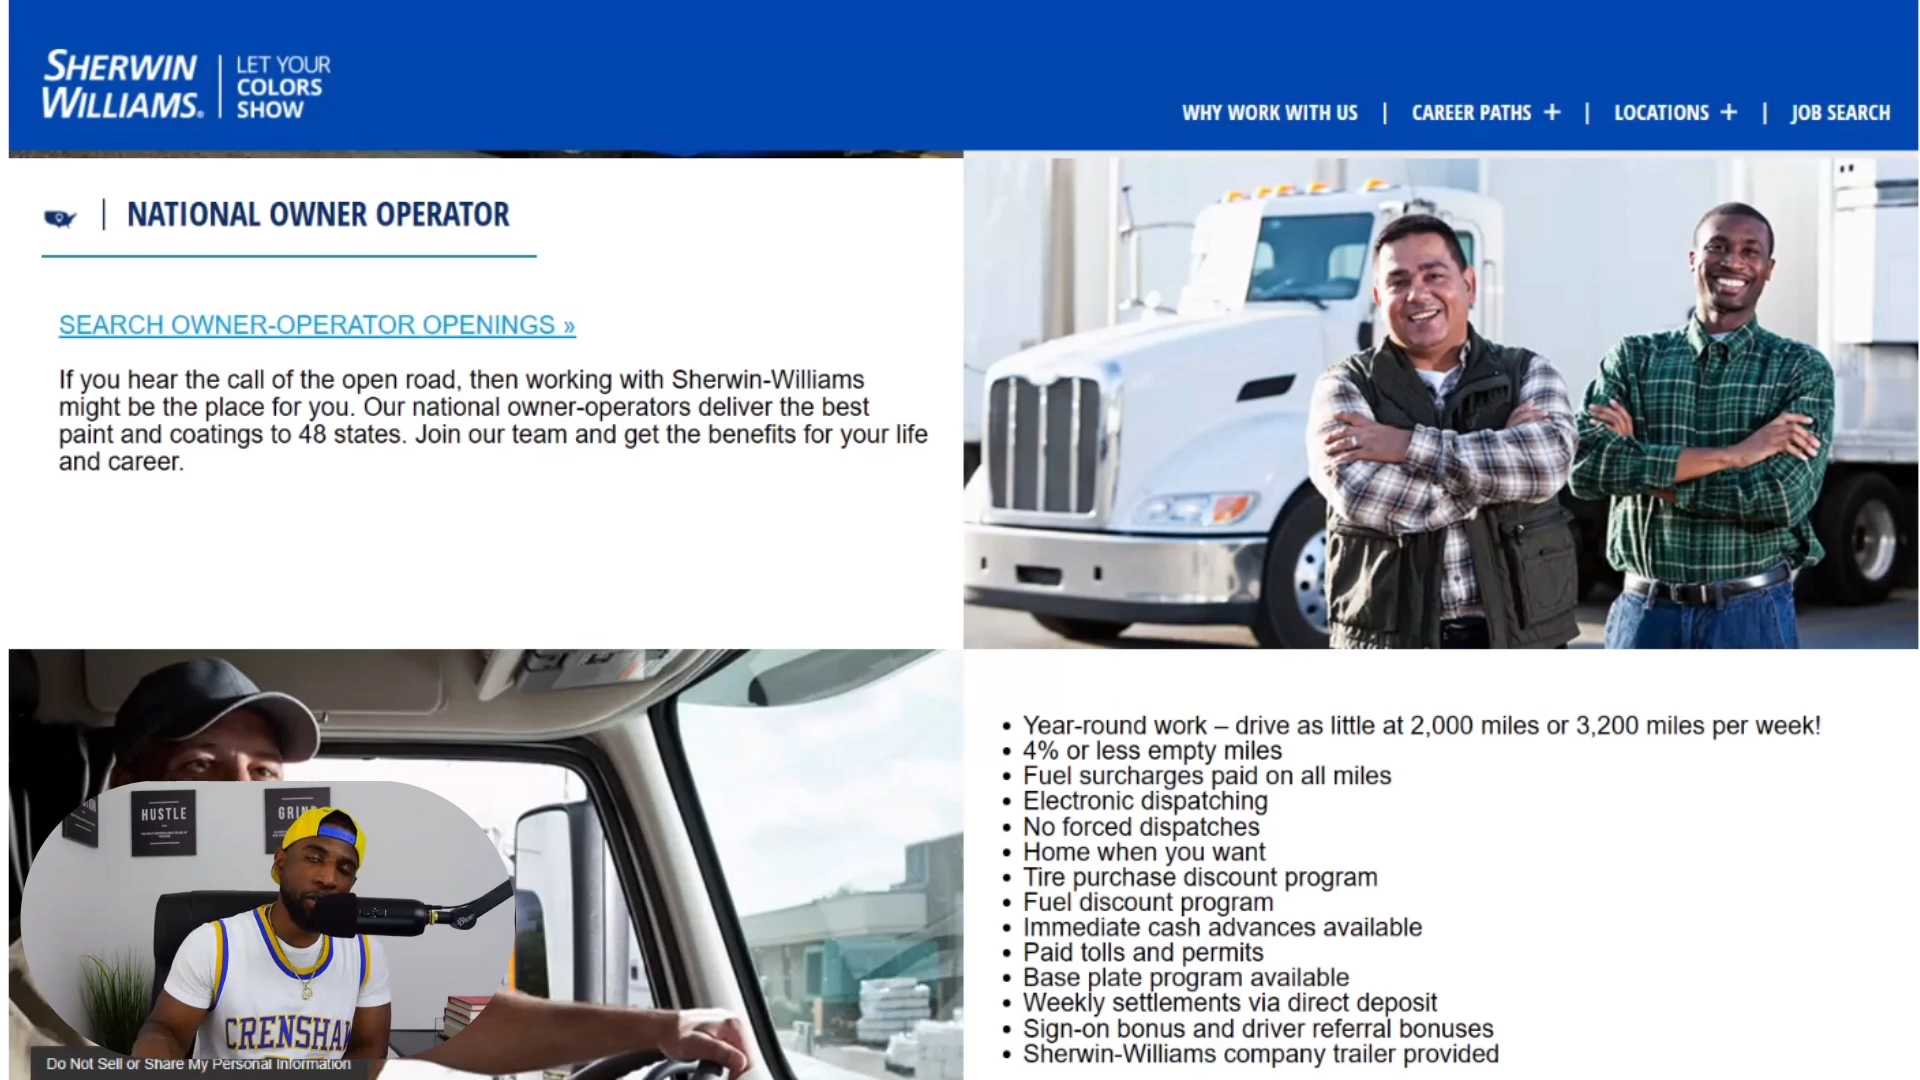 SHERWIN
WILLIAMS.
LET YOUR
COLORS
SHOW
WHY WORK WITH US | CAREER PATHS + | LOCATIONS + | JOB SEARCH
| NATIONAL OWNER OPERATOR
SEARCH OWNER-OPERATOR OPENINGS »
If you hear the call of the open road, then working with Sherwin-Williams
might be the place for you. Our national owner-operators deliver the best
paint and coatings to 48 states. Join our team and get the benefits for your life
and career.
• Year-round work – drive as little at 2,000 miles or 3,200 miles per week!
• 4% or less empty miles
• Fuel surcharges paid on all miles
• Electronic dispatching
• No forced dispatches
• Home when you want
• Tire purchase discount program
• Fuel discount program
• Immediate cash advances available
• Paid tolls and permits
• Base plate program available
• Weekly settlements via direct deposit
• Sign-on bonus and driver referral bonuses
• Sherwin-Williams company trailer provided
HUSTLE
GRIN
CRENSHA
Do Not Sell or Share My Personal Information